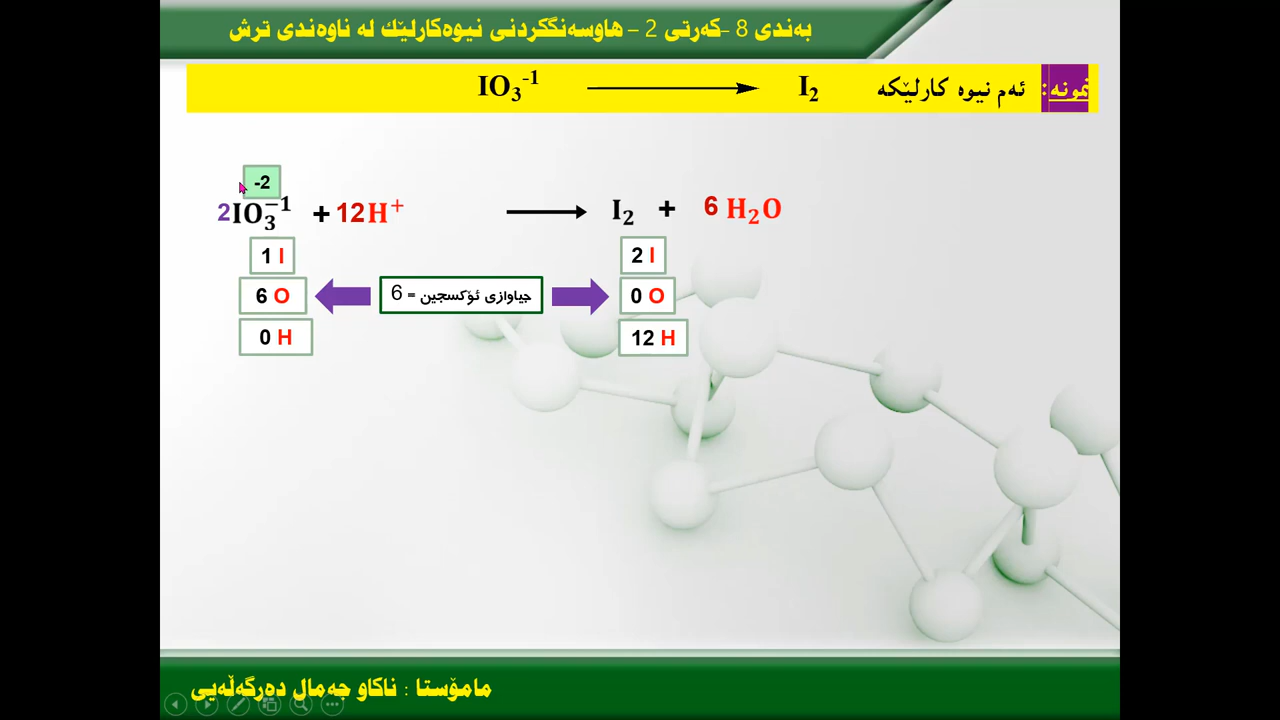 بەندی 8 -کەرتی 2 - هاوسەنگکردنی نیوەکارلێك لە ناوەندی ترش
نمونە: ئەم نیوە کارلێکە IO₃⁻¹ ⟶ I₂
-2
2IO₃⁻¹ + 12H⁺ ⟶ I₂ + 6 H₂O
1 I 2 I
6 O جیاوازی ئۆکسجین = 6 0 O
0 H 12 H
مامۆستا : ناکاو جەمال دەرگەڵەیی